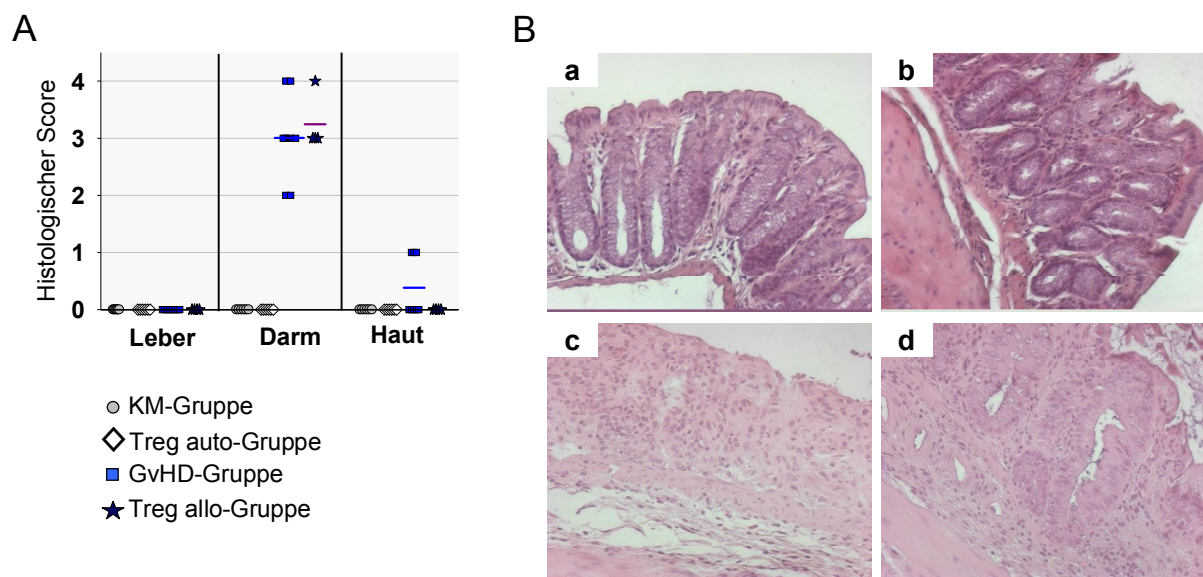 A
Histologischer Score
4
3
2
1
0
Leber
Darm
Haut
KM-Gruppe
Treg auto-Gruppe
GvHD-Gruppe
Treg allo-Gruppe
B
a
b
c
d